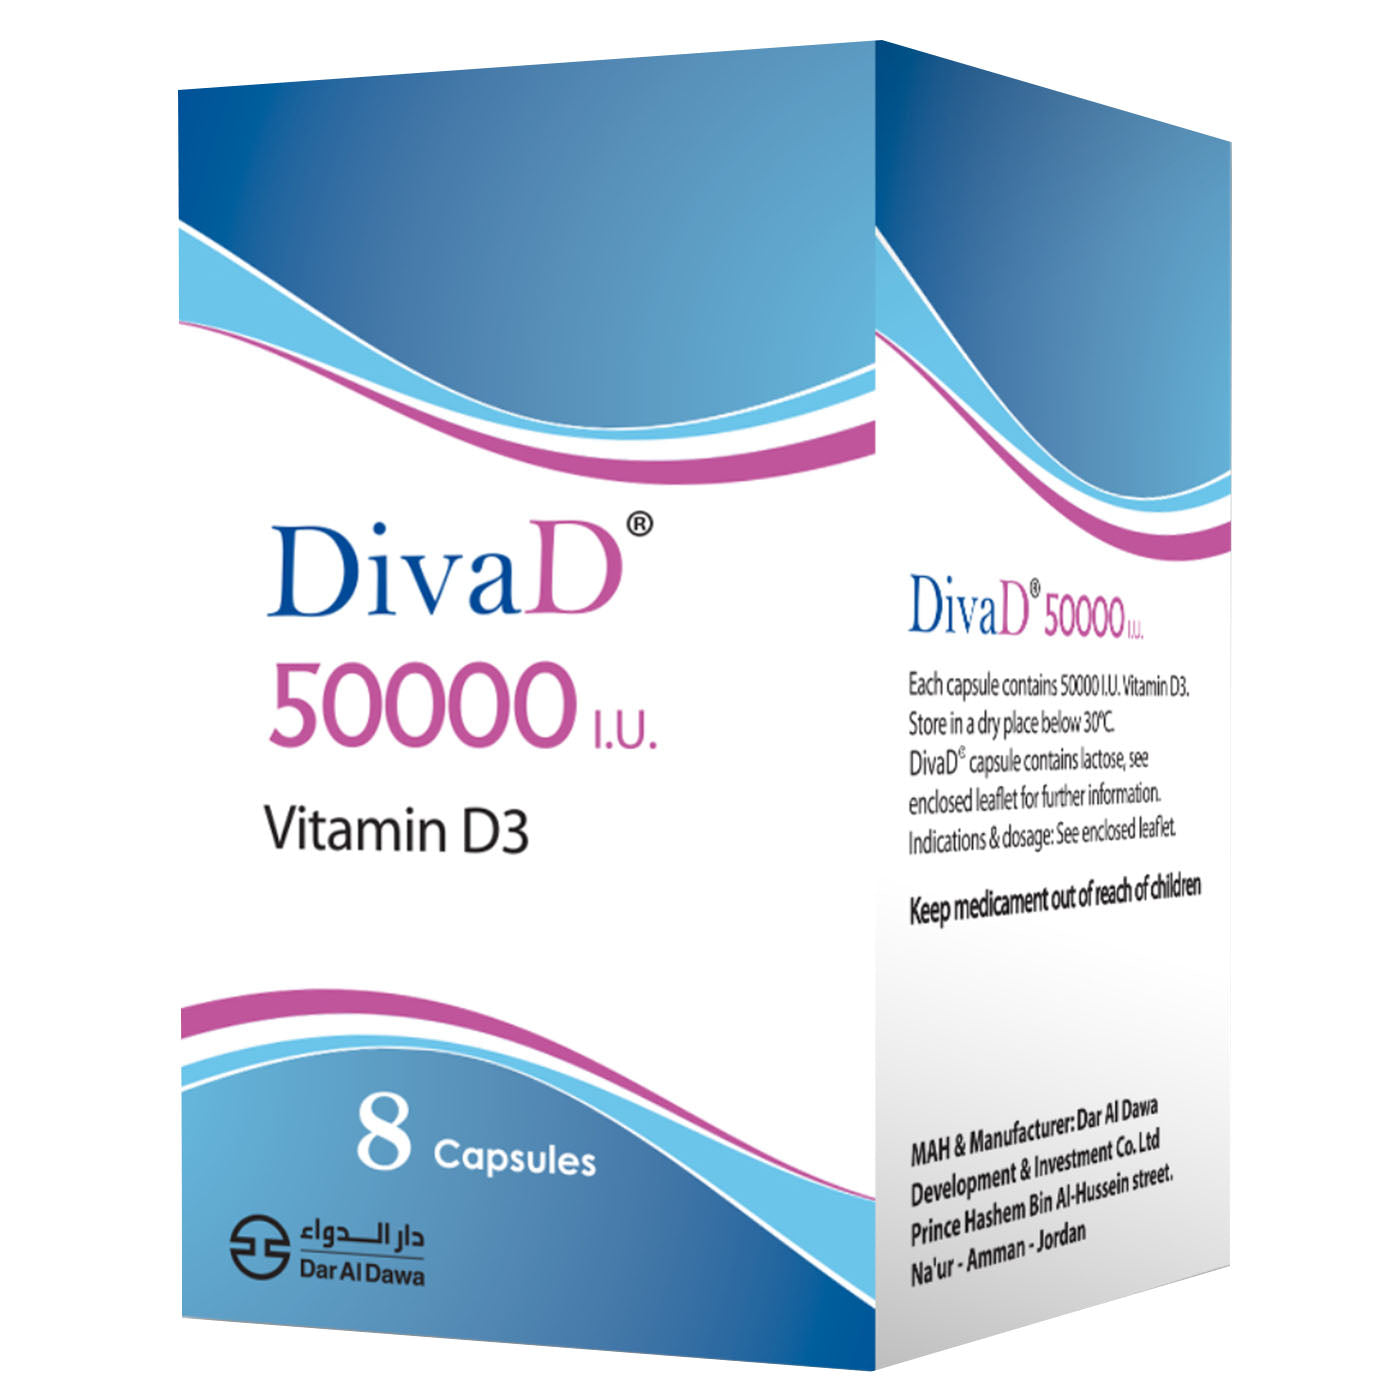 DivaD®
50000 I.U.
Vitamin D3
8 Capsules
دار الـدواء
Dar Al Dawa
DivaD® 50000 I.U.
Each capsule contains 50000 I.U. Vitamin D3.
Store in a dry place below 30°C.
DivaD® capsule contains lactose, see
enclosed leaflet for further information.
Indications & dosage: See enclosed leaflet.
Keep medicament out of reach of children
MAH & Manufacturer: Dar Al Dawa
Development & Investment Co. Ltd
Prince Hashem Bin Al-Hussein street.
Na'ur - Amman - Jordan